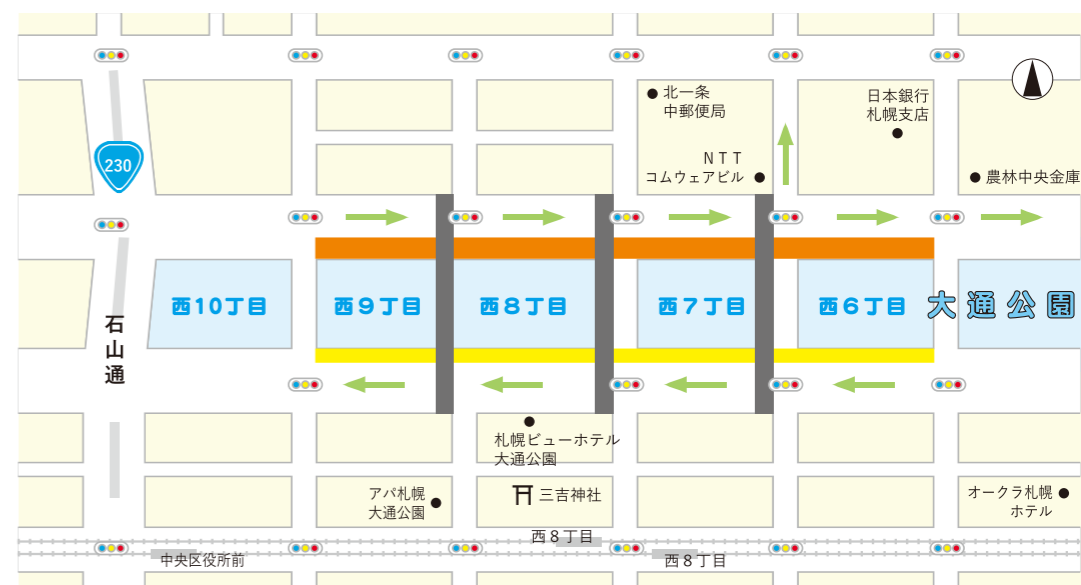 北一条
中郵便局
日本銀行
札幌支店
230
NTT
コムウェアビル
農林中央金庫
西10丁目
西9丁目
西8丁目
西7丁目
西6丁目
大通公園
石山通
札幌ビューホテル
大通公園
アパ札幌
大通公園
三吉神社
オークラ札幌
ホテル
西8丁目
中央区役所前
西8丁目